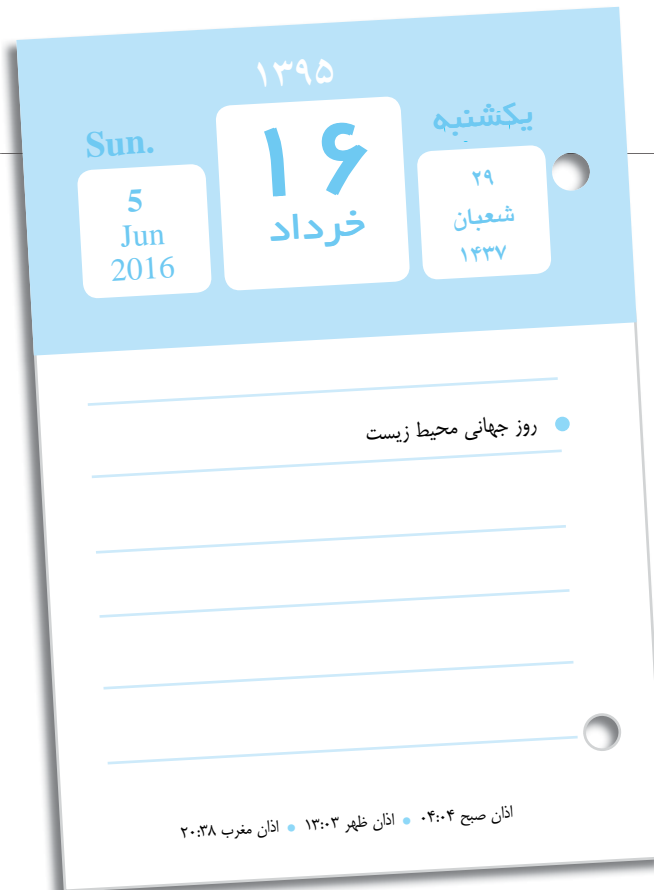 ۱۳۹۵
یکشنبه
۲۹
شعبان
۱۴۳۷
۱۶
خرداد
Sun.
5
Jun
2016
روز جهانی محیط زیست
اذان صبح ۰۴:۰۴ • اذان ظهر ۱۳:۰۳ • اذان مغرب ۲۰:۳۸